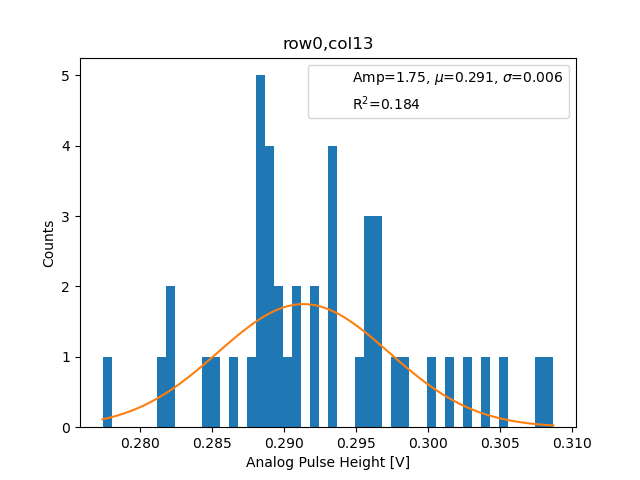 row0,col13
Amp=1.75, μ=0.291, σ=0.006
R²=0.184
5
4
3
2
1
0
Counts
0.280 0.285 0.290 0.295 0.300 0.305 0.310
Analog Pulse Height [V]